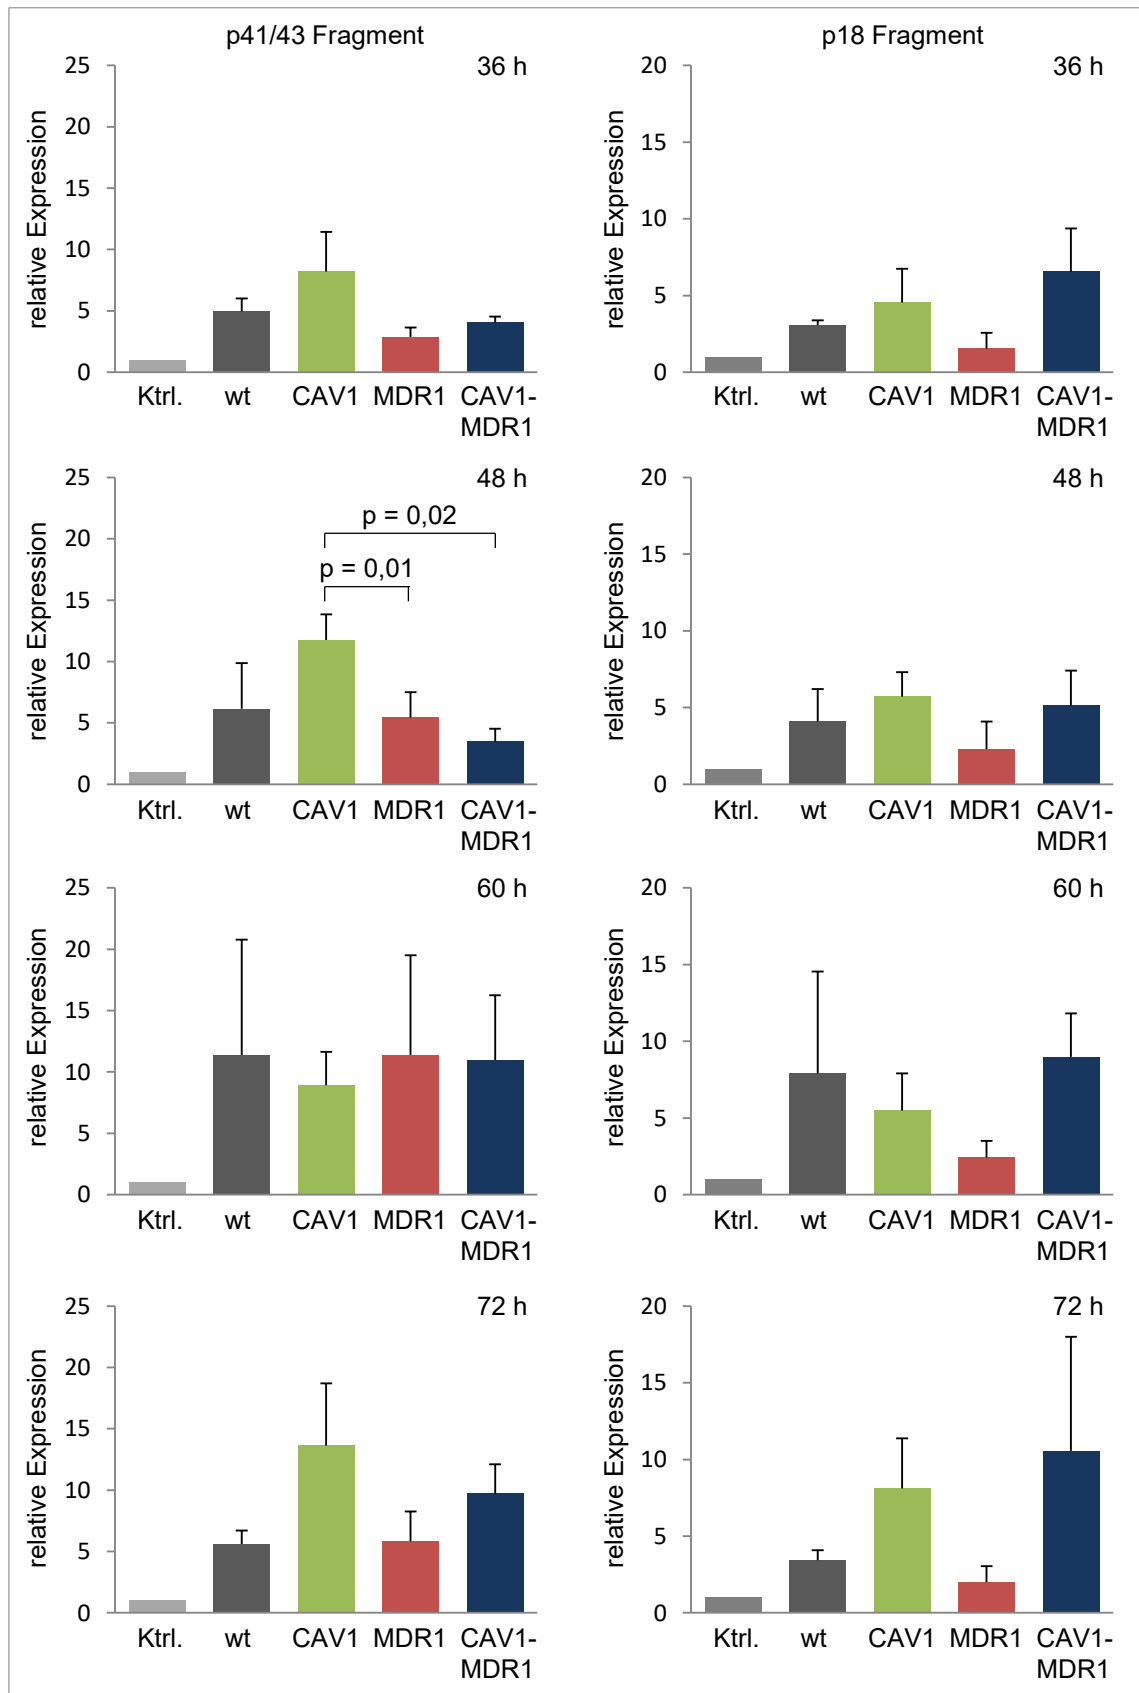 p41/43 Fragment
36 h
relative Expression
25
20
15
10
5
0
Ktrl. wt CAV1 MDR1 CAV1-
MDR1
p18 Fragment
36 h
relative Expression
20
15
10
5
0
Ktrl. wt CAV1 MDR1 CAV1-
MDR1
48 h
relative Expression
25
20
15
10
5
0
p = 0,02
p = 0,01
Ktrl. wt CAV1 MDR1 CAV1-
MDR1
48 h
relative Expression
20
15
10
5
0
Ktrl. wt CAV1 MDR1 CAV1-
MDR1
60 h
relative Expression
25
20
15
10
5
0
Ktrl. wt CAV1 MDR1 CAV1-
MDR1
60 h
relative Expression
20
15
10
5
0
Ktrl. wt CAV1 MDR1 CAV1-
MDR1
72 h
relative Expression
25
20
15
10
5
0
Ktrl. wt CAV1 MDR1 CAV1-
MDR1
72 h
relative Expression
20
15
10
5
0
Ktrl. wt CAV1 MDR1 CAV1-
MDR1